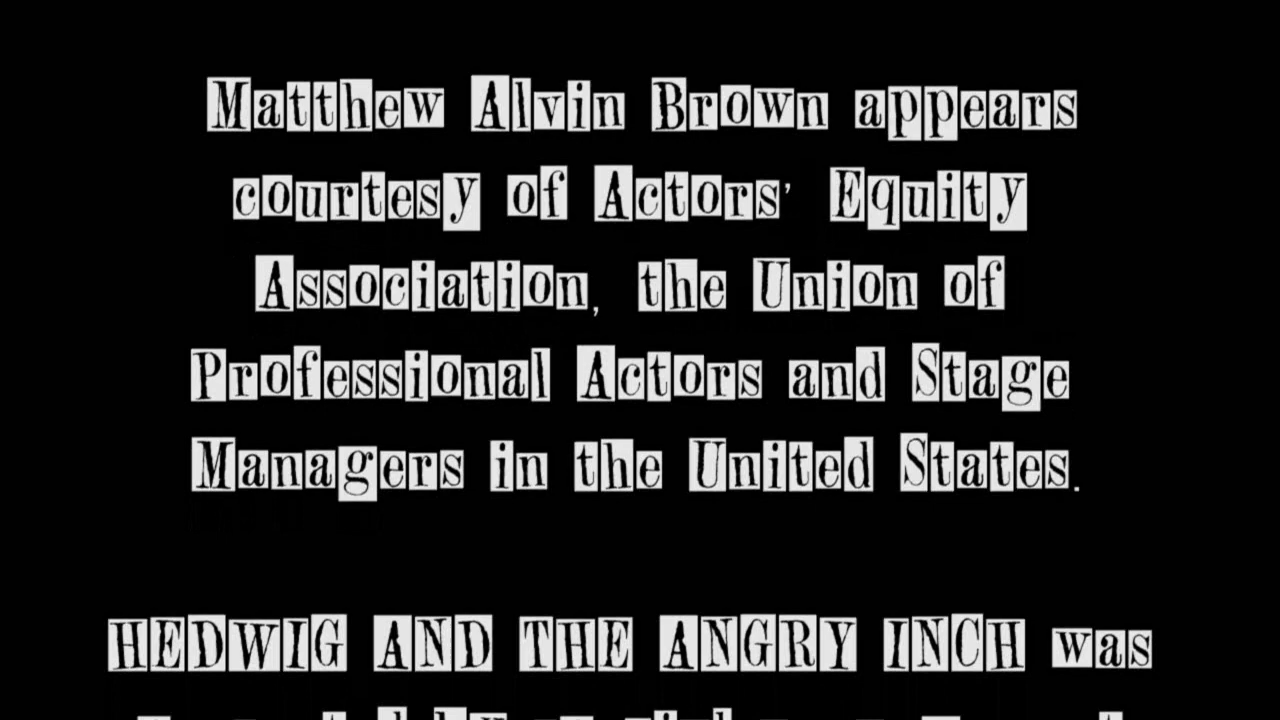 Matthew Alvin Brown appears
courtesy of Actors’ Equity
Association, the Union of
Professional Actors and Stage
Managers in the United States.
HEDWIG AND THE ANGRY INCH was